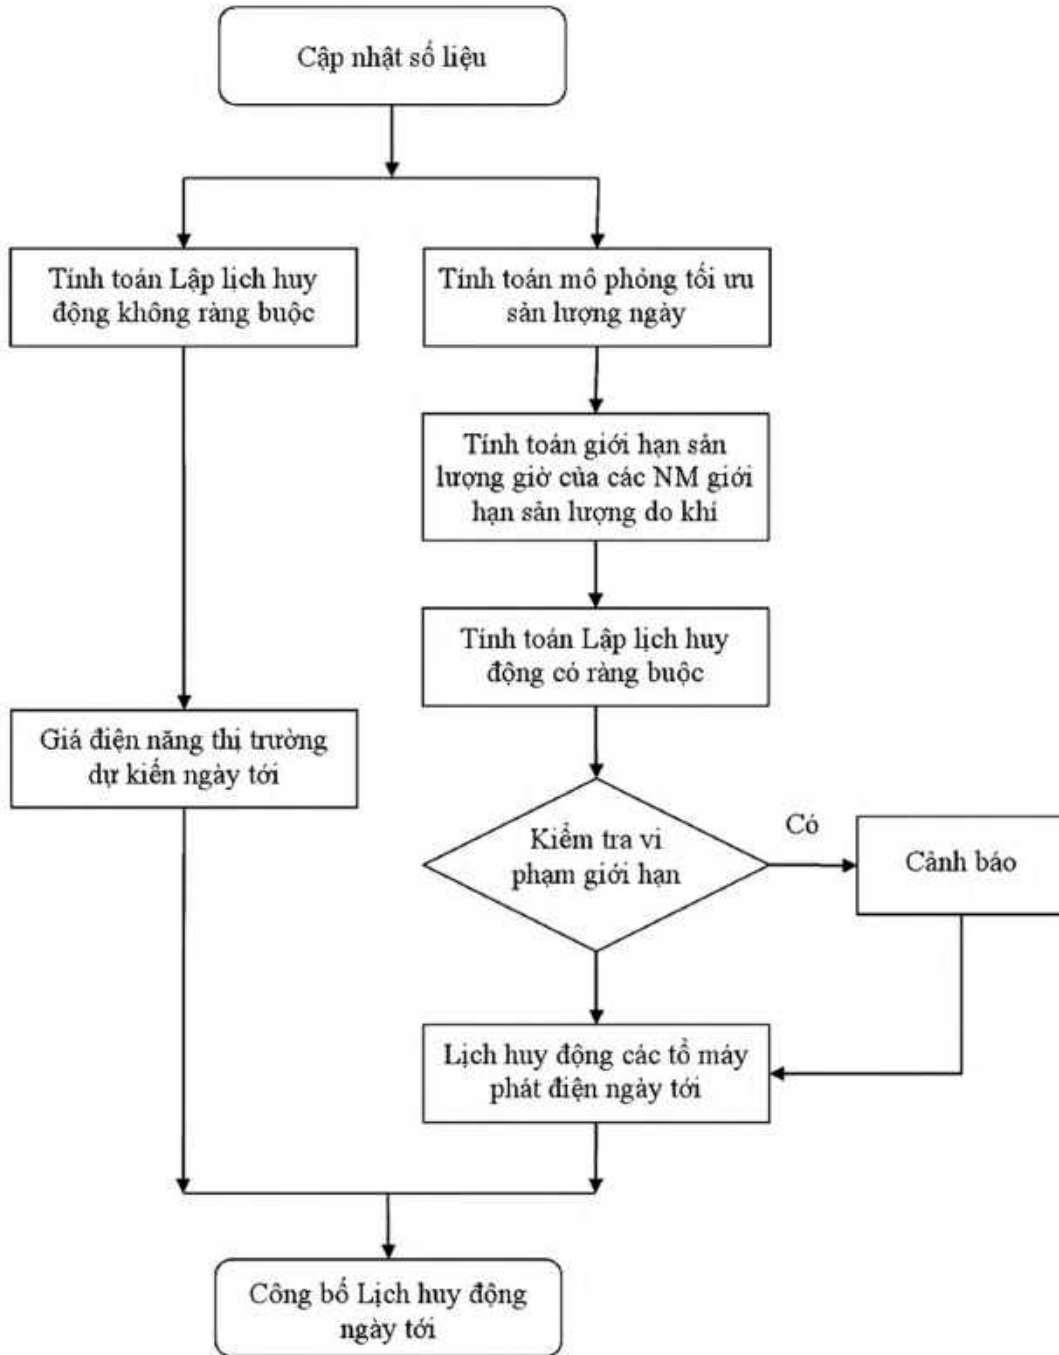 Cập nhật số liệu
Tính toán Lập lịch huy
động không ràng buộc
Tính toán mô phỏng tối ưu
sản lượng ngày
Tính toán giới hạn sản
lượng giờ của các NM giới
hạn sản lượng do khí
Tính toán Lập lịch huy
động có ràng buộc
Giá điện năng thị trường
dự kiến ngày tới
Kiểm tra vi
phạm giới hạn
Có
Cảnh báo
Lịch huy động các tổ máy
phát điện ngày tới
Công bố Lịch huy động
ngày tới